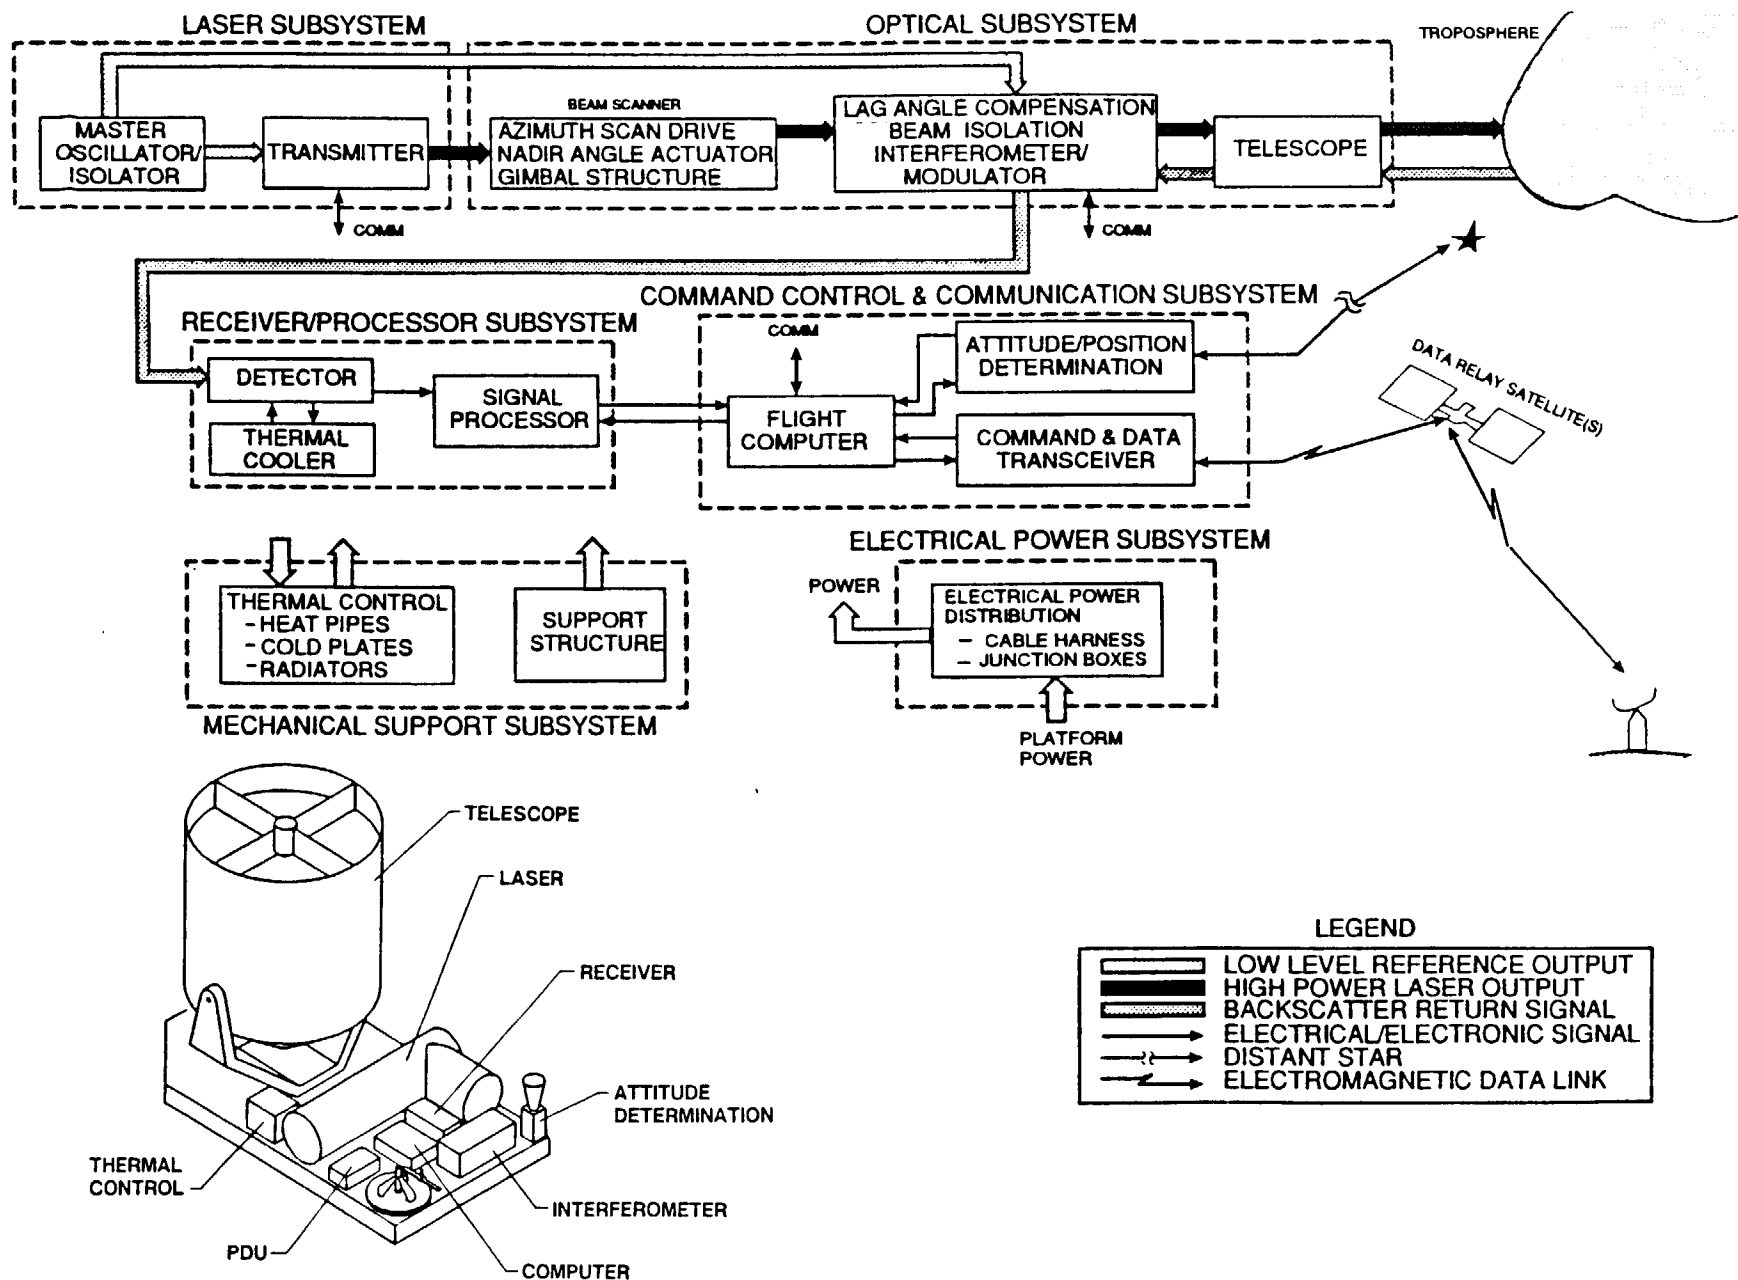 LASER SUBSYSTEM
OPTICAL SUBSYSTEM
TROPOSPHERE
MASTER
OSCILLATOR/
ISOLATOR
TRANSMITTER
BEAM SCANNER
AZIMUTH SCAN DRIVE
NADIR ANGLE ACTUATOR
GIMBAL STRUCTURE
LAG ANGLE COMPENSATION
BEAM ISOLATION
INTERFEROMETER/
MODULATOR
TELESCOPE
COMM
COMM
RECEIVER/PROCESSOR SUBSYSTEM
DETECTOR
THERMAL
COOLER
SIGNAL
PROCESSOR
COMMAND CONTROL & COMMUNICATION SUBSYSTEM
COMM
FLIGHT
COMPUTER
ATTITUDE/POSITION
DETERMINATION
COMMAND & DATA
TRANSCEIVER
DATA RELAY SATELLITE(S)
THERMAL CONTROL
-HEAT PIPES
-COLD PLATES
-RADIATORS
SUPPORT
STRUCTURE
MECHANICAL SUPPORT SUBSYSTEM
ELECTRICAL POWER SUBSYSTEM
POWER
ELECTRICAL POWER
DISTRIBUTION
– CABLE HARNESS
– JUNCTION BOXES
PLATFORM
POWER
TELESCOPE
LASER
RECEIVER
ATTITUDE
DETERMINATION
THERMAL
CONTROL
INTERFEROMETER
PDU
COMPUTER
LEGEND
LOW LEVEL REFERENCE OUTPUT
HIGH POWER LASER OUTPUT
BACKSCATTER RETURN SIGNAL
ELECTRICAL/ELECTRONIC SIGNAL
DISTANT STAR
ELECTROMAGNETIC DATA LINK